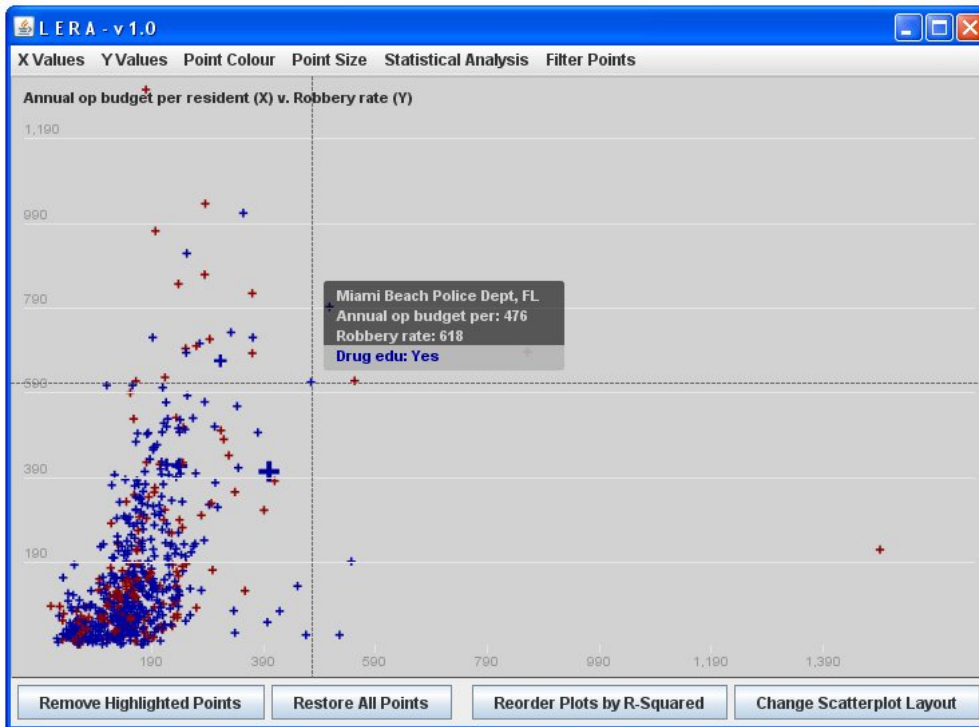 L E R A - v 1.0
X Values Y Values Point Colour Point Size Statistical Analysis Filter Points
Annual op budget per resident (X) v. Robbery rate (Y)
1,190
990
790
Miami Beach Police Dept, FL
Annual op budget per: 476
Robbery rate: 618
Drug edu: Yes
590
390
190
190 390 590 790 990 1,190 1,390
Remove Highlighted Points Restore All Points Reorder Plots by R-Squared Change Scatterplot Layout